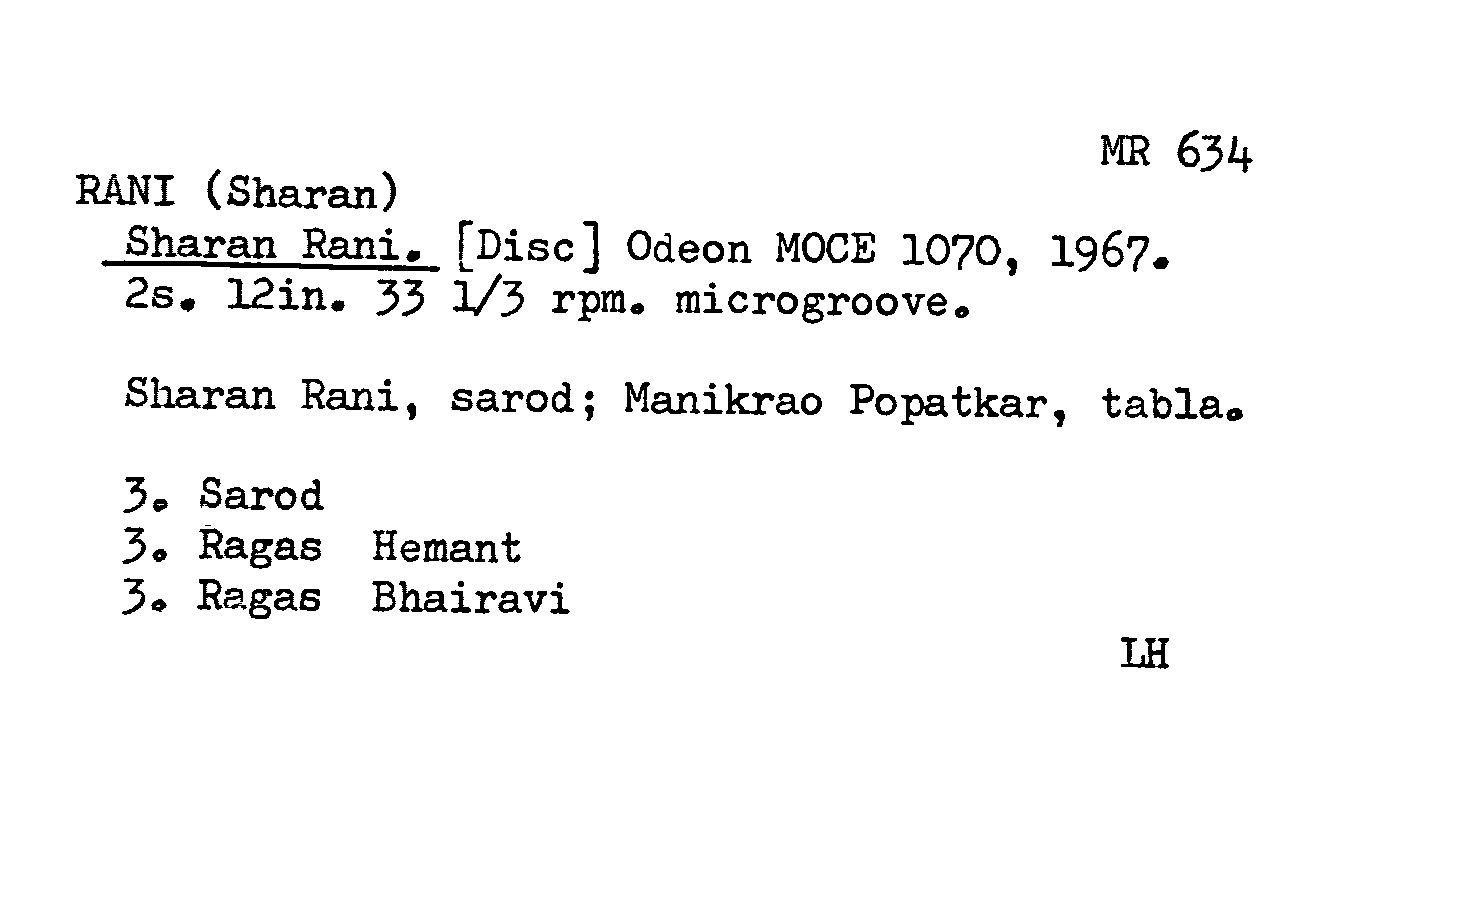 MR 634
RANI (Sharan)
Sharan Rani. [Disc] Odeon MOCE 1070, 1967.
2s. 12in. 33 1/3 rpm. microgroove.
Sharan Rani, sarod; Manikrao Popatkar, tabla.
3. Sarod
3. Ragas Hemant
3. Ragas Bhairavi
LH